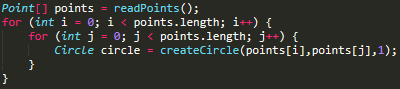 Point[] points = readPoints();
for (int i = 0; i < points.length; i++) {
    for (int j = 0; j < points.length; j++) {
        Circle circle = createCircle(points[i],points[j],1);
    }
}